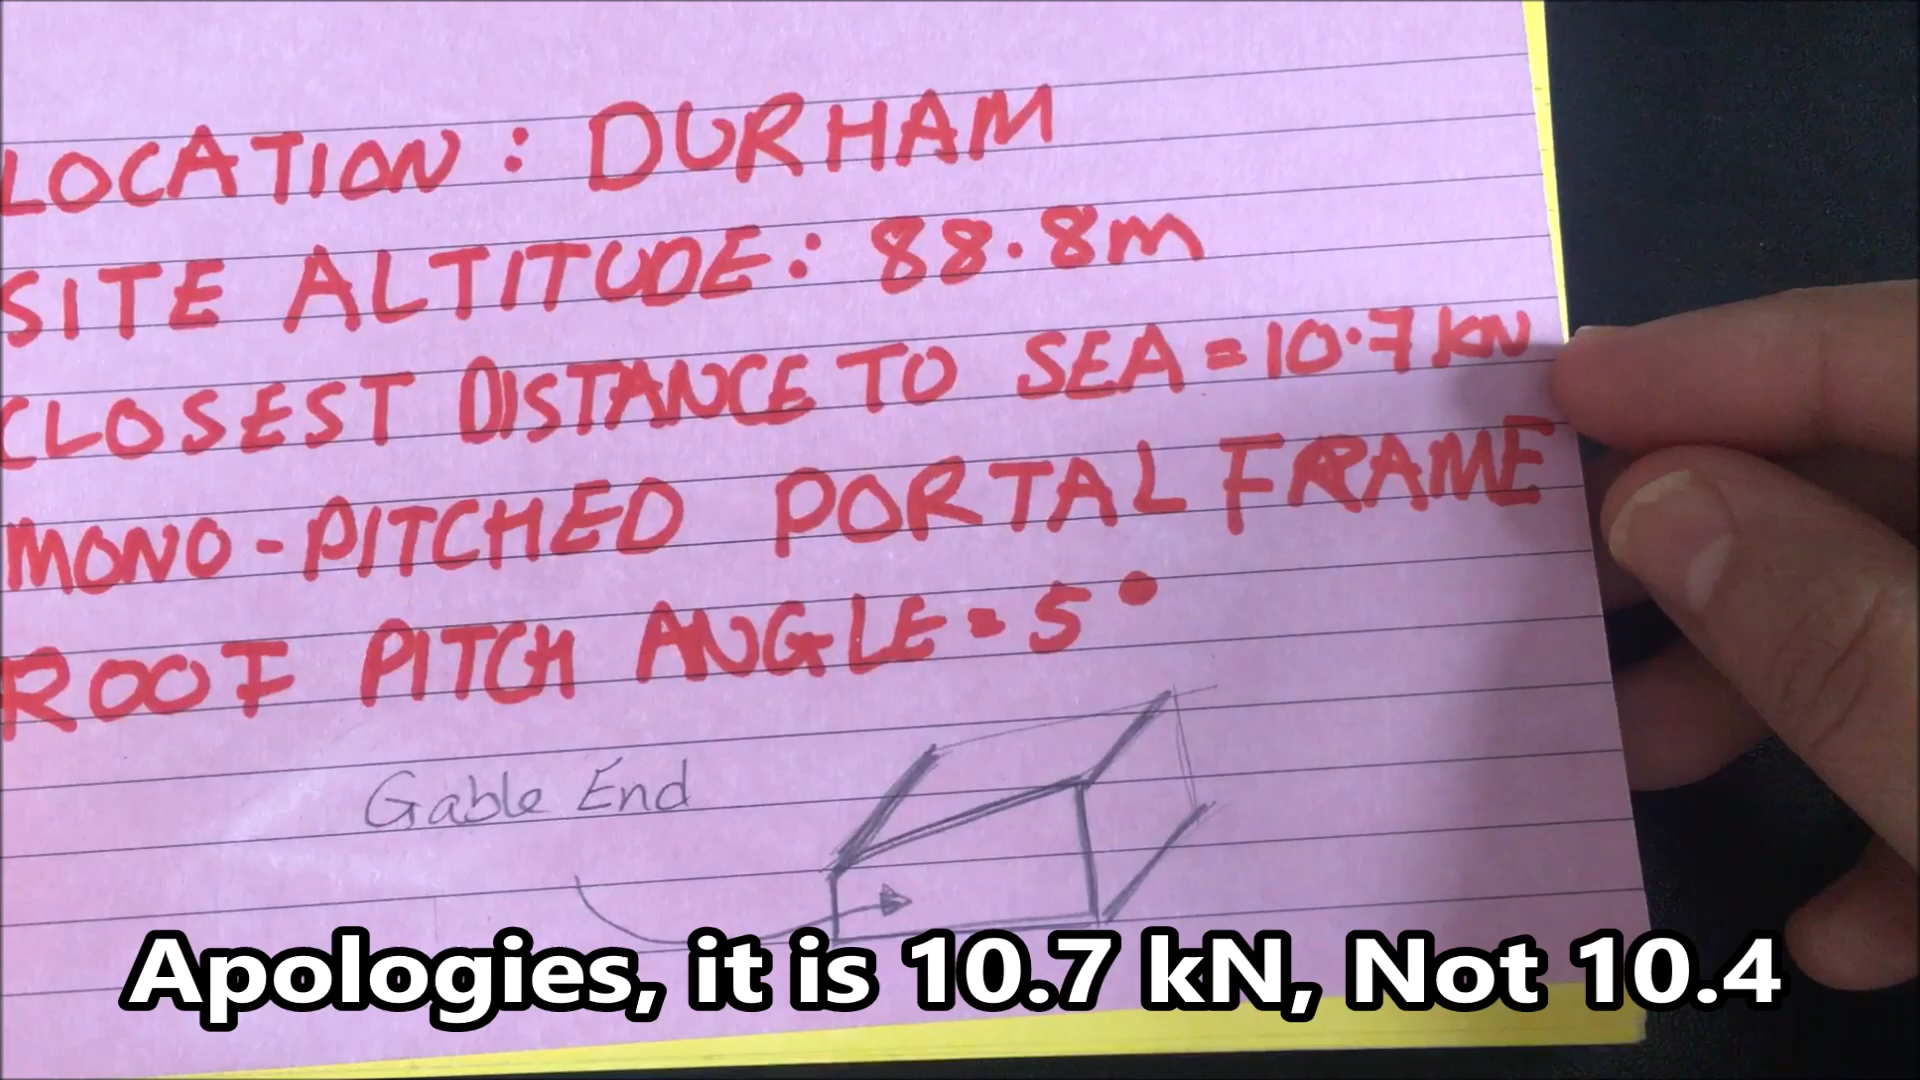 LOCATION : DURHAM
SITE ALTITUDE : 88.8m
CLOSEST DISTANCE TO SEA = 10.7 kN
MONO-PITCHED PORTAL FRAME
ROOF PITCH ANGLE = 5°
Gable End
Apologies, it is 10.7 kN, Not 10.4